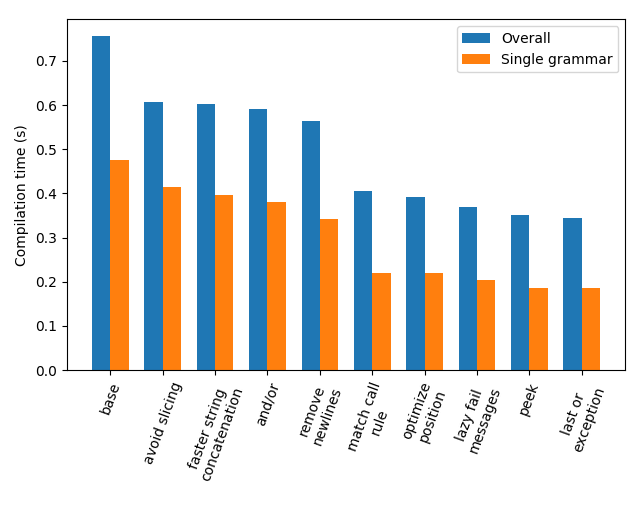 Overall
Single grammar
Compilation time (s)
0.7
0.6
0.5
0.4
0.3
0.2
0.1
0.0
base
avoid slicing
faster string
concatenation
and/or
remove
newlines
match call
rule
optimize
position
lazy fail
messages
peek
last or
exception